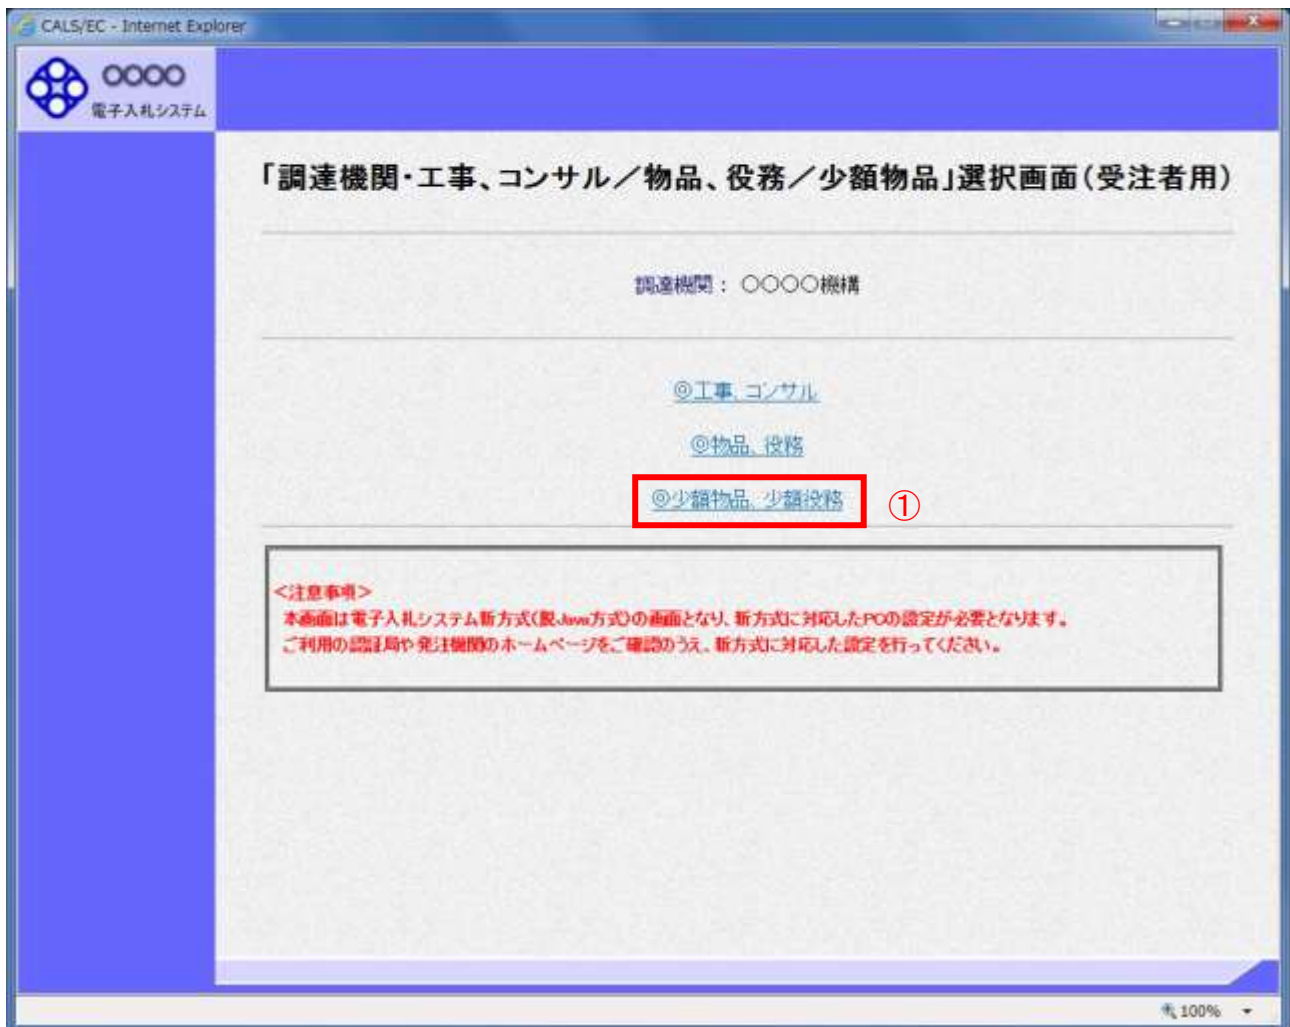 CALS/EC - Internet Explorer
○○○○
電子入札システム
「調達機関・工事、コンサル／物品、役務／少額物品」選択画面（受注者用）
調達機関： ○○○○機構
◎工事、コンサル
◎物品、役務
◎少額物品、少額役務
①
＜注意事項＞
本画面は電子入札システム新方式(脱Java方式)の画面となり、新方式に対応したPCの設定が必要となります。
ご利用の認証局や発注機関のホームページをご確認のうえ、新方式に対応した設定を行ってください。
100%